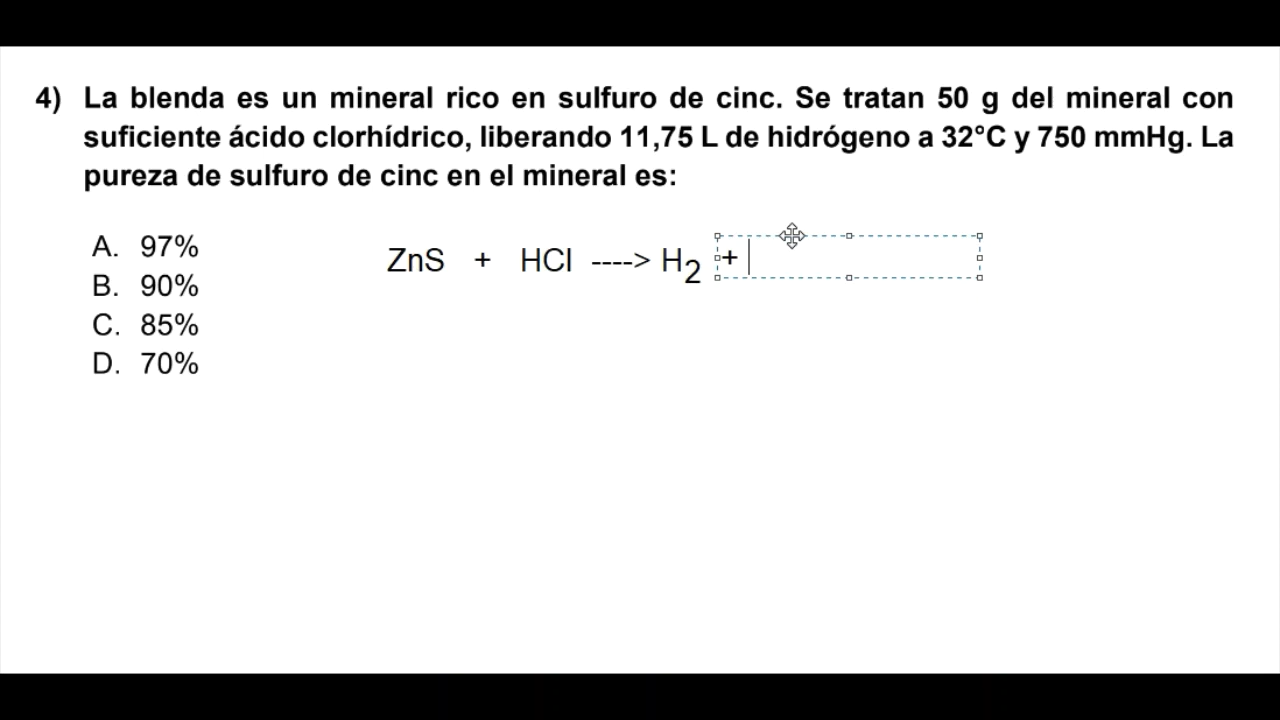 4) La blenda es un mineral rico en sulfuro de cinc. Se tratan 50 g del mineral con
suficiente ácido clorhídrico, liberando 11,75 L de hidrógeno a 32°C y 750 mmHg. La
pureza de sulfuro de cinc en el mineral es:
A. 97%
B. 90%
C. 85%
D. 70%
ZnS + HCl ----> H2 +